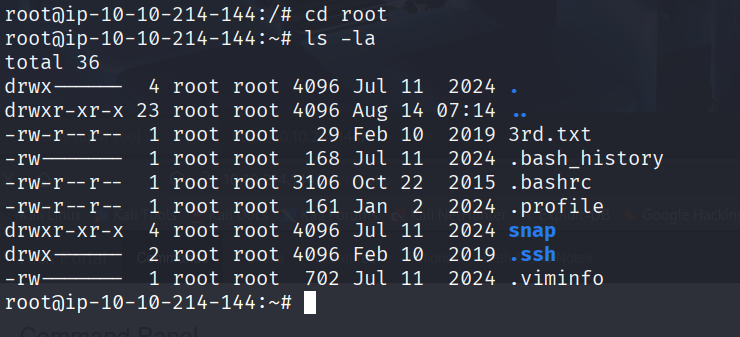 root@ip-10-10-214-144:/# cd root
root@ip-10-10-214-144:~# ls -la
total 36
drwx------  4 root root 4096 Jul 11  2024 .
drwxr-xr-x 23 root root 4096 Aug 14 07:14 ..
-rw-r--r--  1 root root   29 Feb 10  2019 3rd.txt
-rw-------  1 root root  168 Jul 11  2024 .bash_history
-rw-r--r--  1 root root 3106 Oct 22  2015 .bashrc
-rw-r--r--  1 root root  161 Jan  2  2024 .profile
drwxr-xr-x  4 root root 4096 Jul 11  2024 snap
drwx------  2 root root 4096 Feb 10  2019 .ssh
-rw-------  1 root root  702 Jul 11  2024 .viminfo
root@ip-10-10-214-144:~#
Command Panel